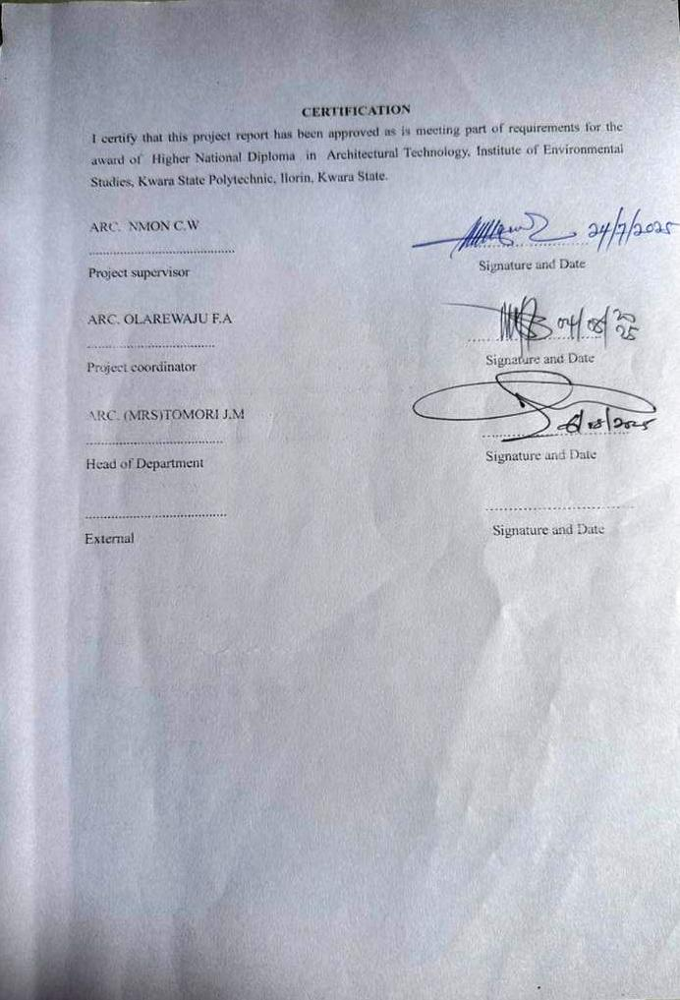 CERTIFICATION
I certify that this project report has been approved as is meeting part of requirements for the
award of Higher National Diploma in Architectural Technology, Institute of Environmental
Studies, Kwara State Polytechnic, Ilorin, Kwara State.
ARC. NMON C.W
24/7/2025
Project supervisor
Signature and Date
ARC. OLAREWAJU F.A
04/08/2025
Project coordinator
Signature and Date
ARC. (MRS)TOMORI J.M
6/08/2025
Head of Department
Signature and Date
External
Signature and Date